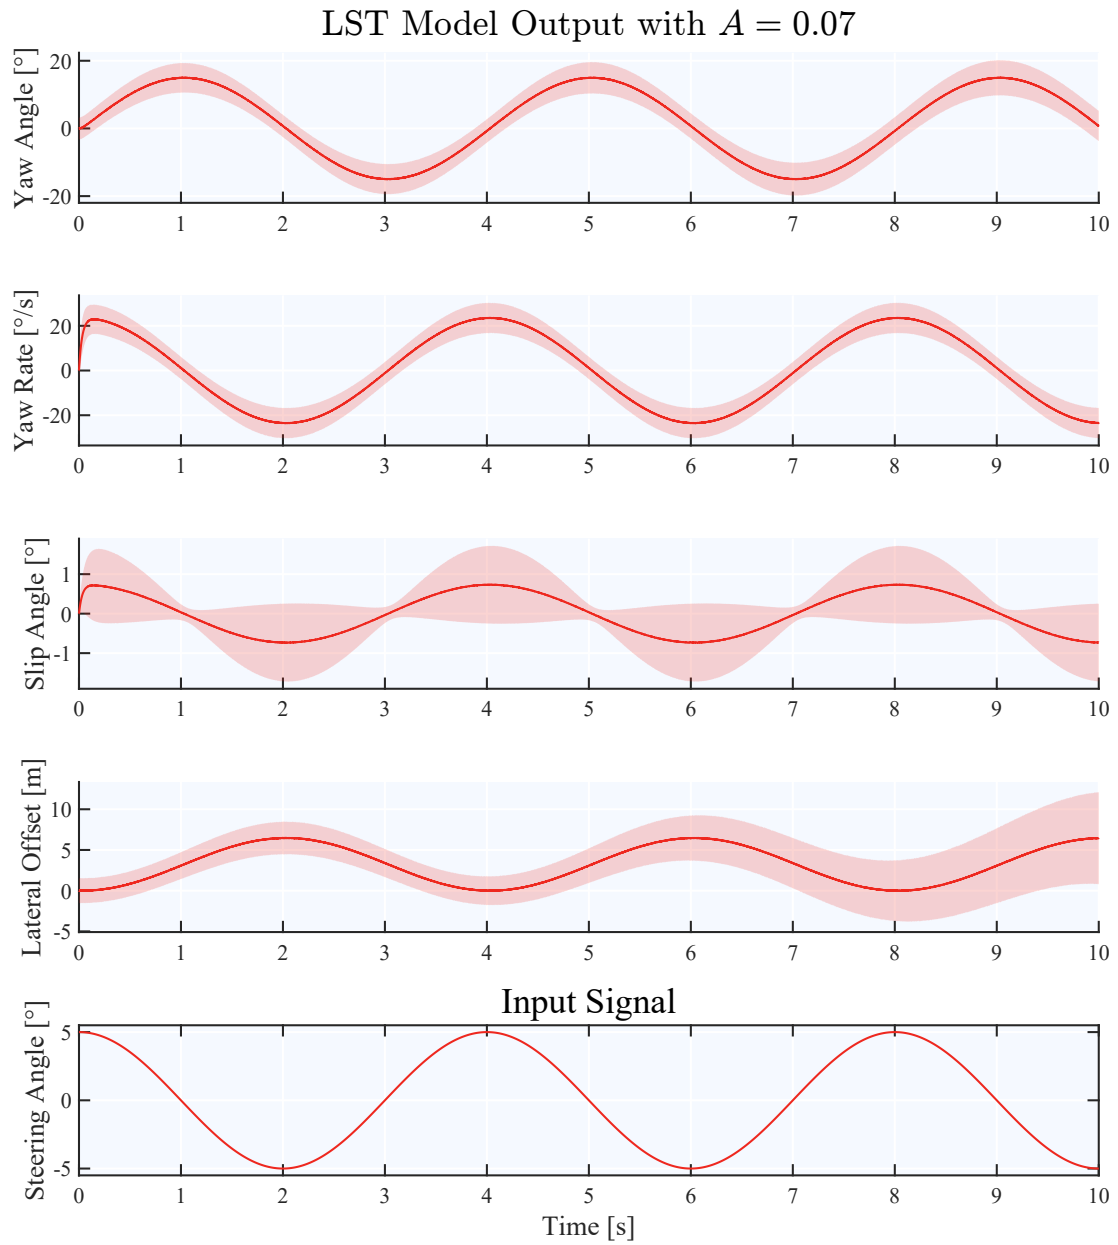 LST Model Output with A = 0.07
Yaw Angle [°]
20
0
-20
0 1 2 3 4 5 6 7 8 9 10
Yaw Rate [°/s]
20
0
-20
0 1 2 3 4 5 6 7 8 9 10
Slip Angle [°]
1
0
-1
0 1 2 3 4 5 6 7 8 9 10
Lateral Offset [m]
10
5
0
-5
0 1 2 3 4 5 6 7 8 9 10
Input Signal
Steering Angle [°]
5
0
-5
0 1 2 3 4 5 6 7 8 9 10
Time [s]